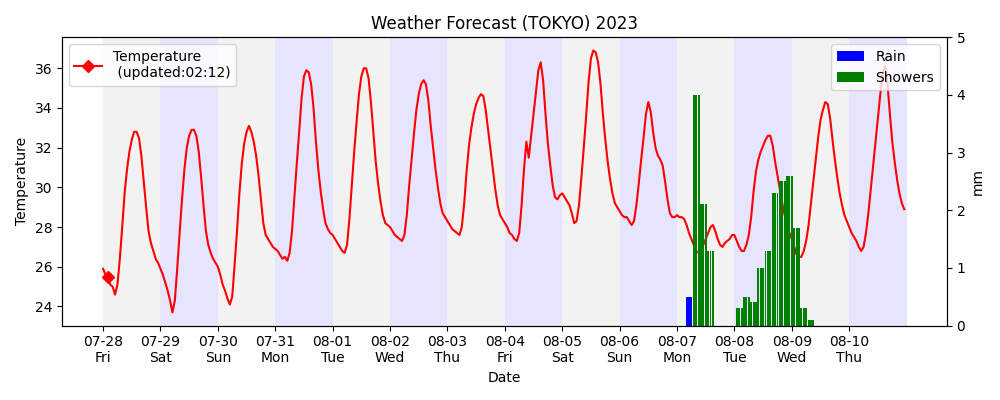 Weather Forecast (TOKYO) 2023
Temperature
(updated:02:12)
Rain
Showers
Temperature
36
34
32
30
28
26
24
5
4
3
2
1
0
mm
07-28 07-29 07-30 07-31 08-01 08-02 08-03 08-04 08-05 08-06 08-07 08-08 08-09 08-10
Fri Sat Sun Mon Tue Wed Thu Fri Sat Sun Mon Tue Wed Thu
Date